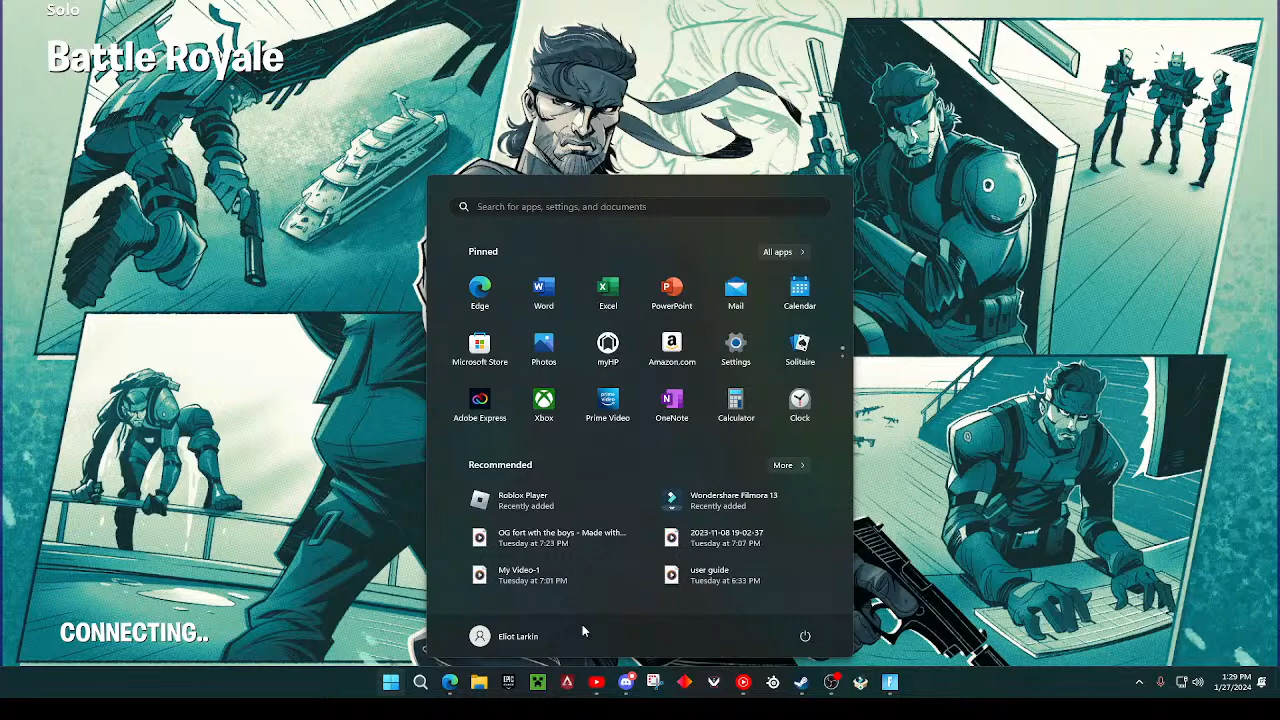 Solo
Battle Royale
Search for apps, settings, and documents
Pinned
All apps
Edge
Word
Excel
PowerPoint
Mail
Calendar
Microsoft Store
Photos
myHP
Amazon.com
Settings
Solitaire
Adobe Express
Xbox
prime video
Prime Video
OneNote
Calculator
Clock
Recommended
More
Roblox Player
Recently added
Wondershare Filmora 13
Recently added
OG fort wth the boys - Made with...
Tuesday at 7:23 PM
2023-11-08 19-02-37
Tuesday at 7:07 PM
My Video-1
Tuesday at 7:01 PM
user guide
Tuesday at 6:33 PM
CONNECTING..
Eliot Larkin
1:29 PM
1/27/2024